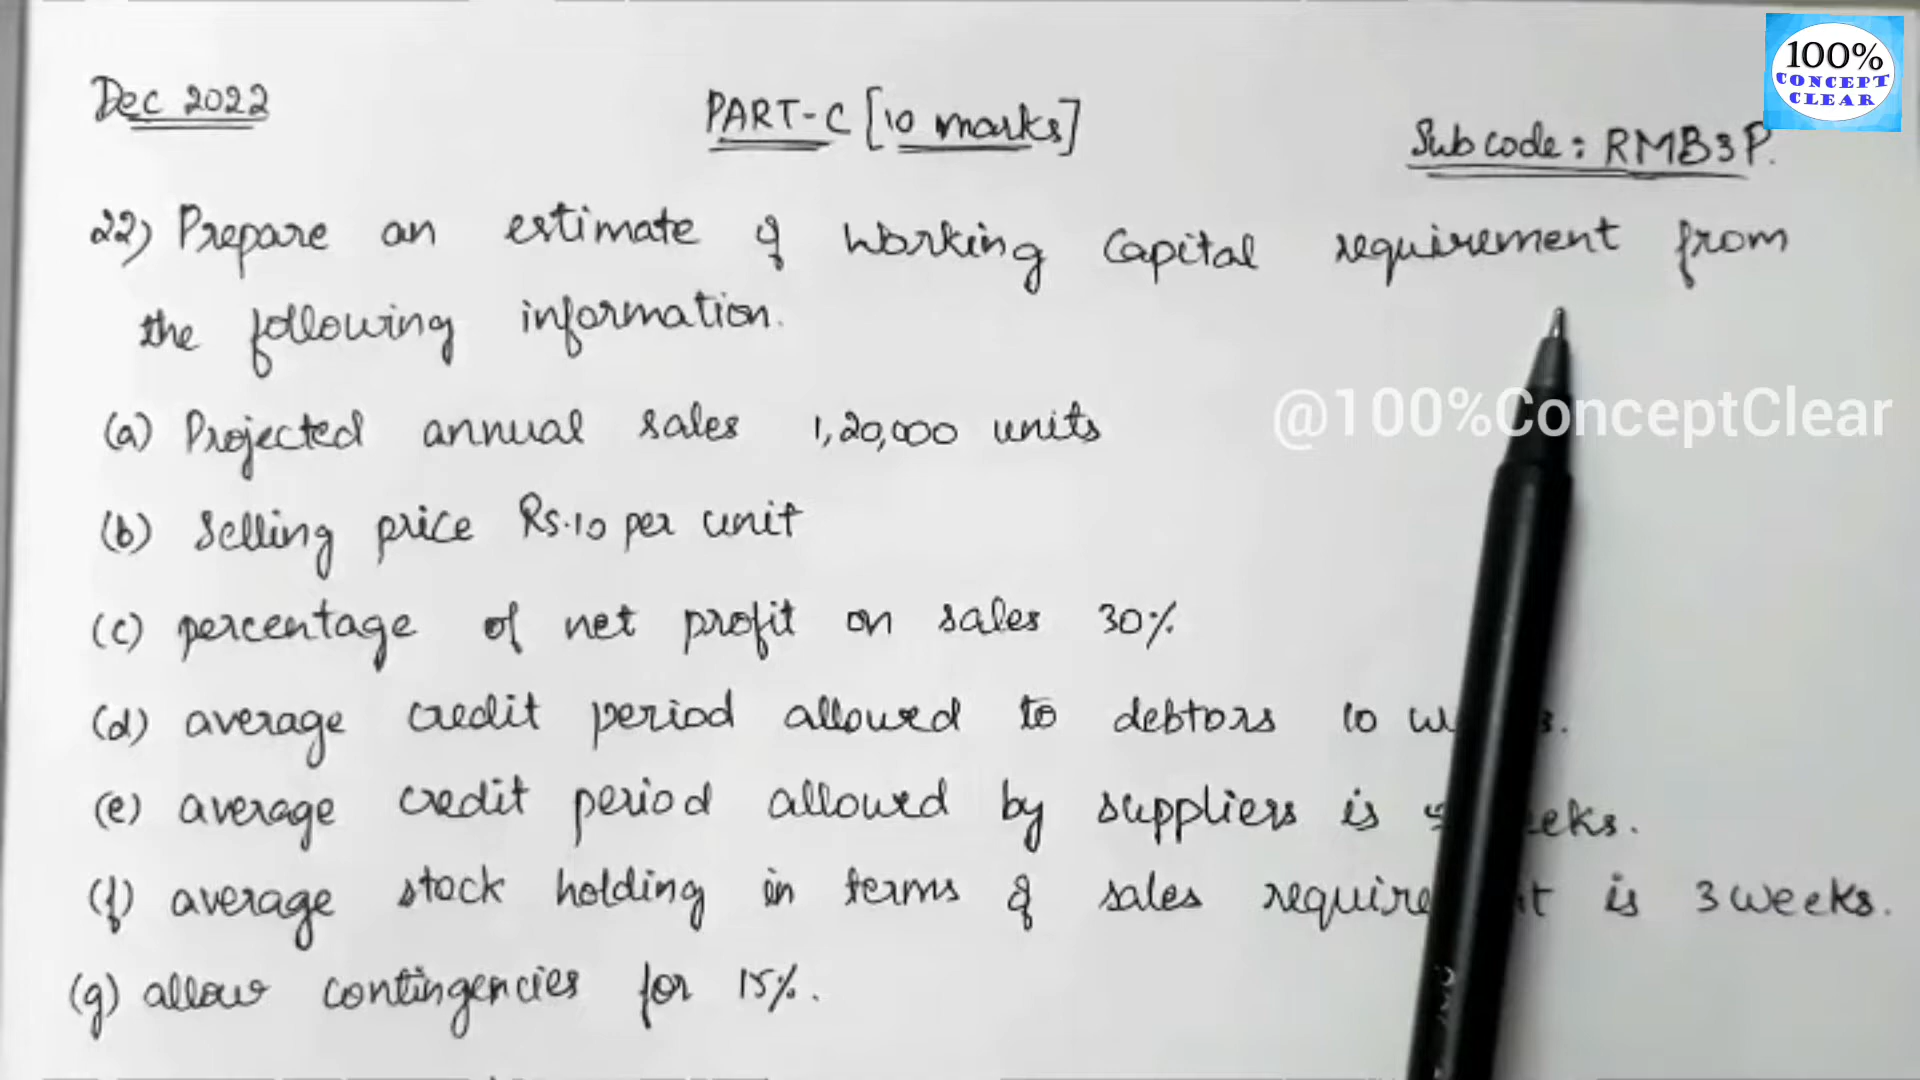 100%
CONCEPT
CLEAR
Dec 2022
PART-C [10 marks]
Sub code: RMB3P.
22) Prepare an estimate of Working Capital requirement from
the following information.
@100%ConceptClear
(a) Projected annual sales 1,20,000 units
(b) Selling price Rs.10 per unit
(c) percentage of net profit on sales 30%
(d) average credit period allowed to debtors 10
(e) average credit period allowed by suppliers is
(f) average stock holding in terms of sales is 3 weeks.
(g) allow contingencies for 15%.